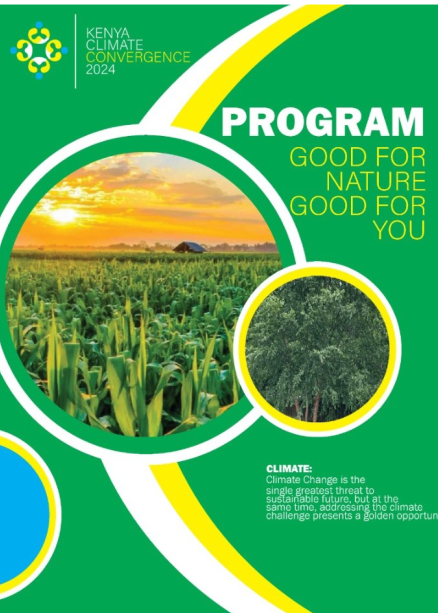 KENYA
CLIMATE
CONVERGENCE
2024
PROGRAM
GOOD FOR
NATURE
GOOD FOR
YOU
CLIMATE:
Climate Change is the
single greatest threat to
sustainable future, but at the
same time, addressing the climate
challenge presents a golden opportun